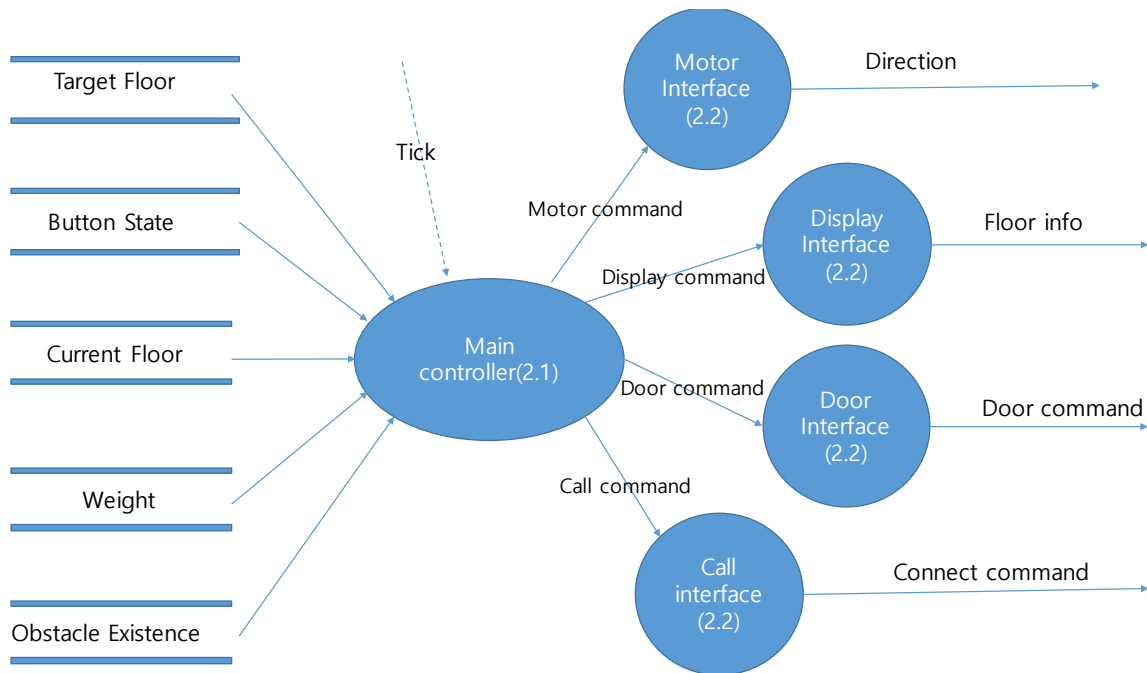 Target Floor
Button State
Current Floor
Weight
Obstacle Existence
Tick
Main
controller(2.1)
Motor command
Display command
Door command
Call command
Motor
Interface
(2.2)
Direction
Display
Interface
(2.2)
Floor info
Door
Interface
(2.2)
Door command
Call
interface
(2.2)
Connect command